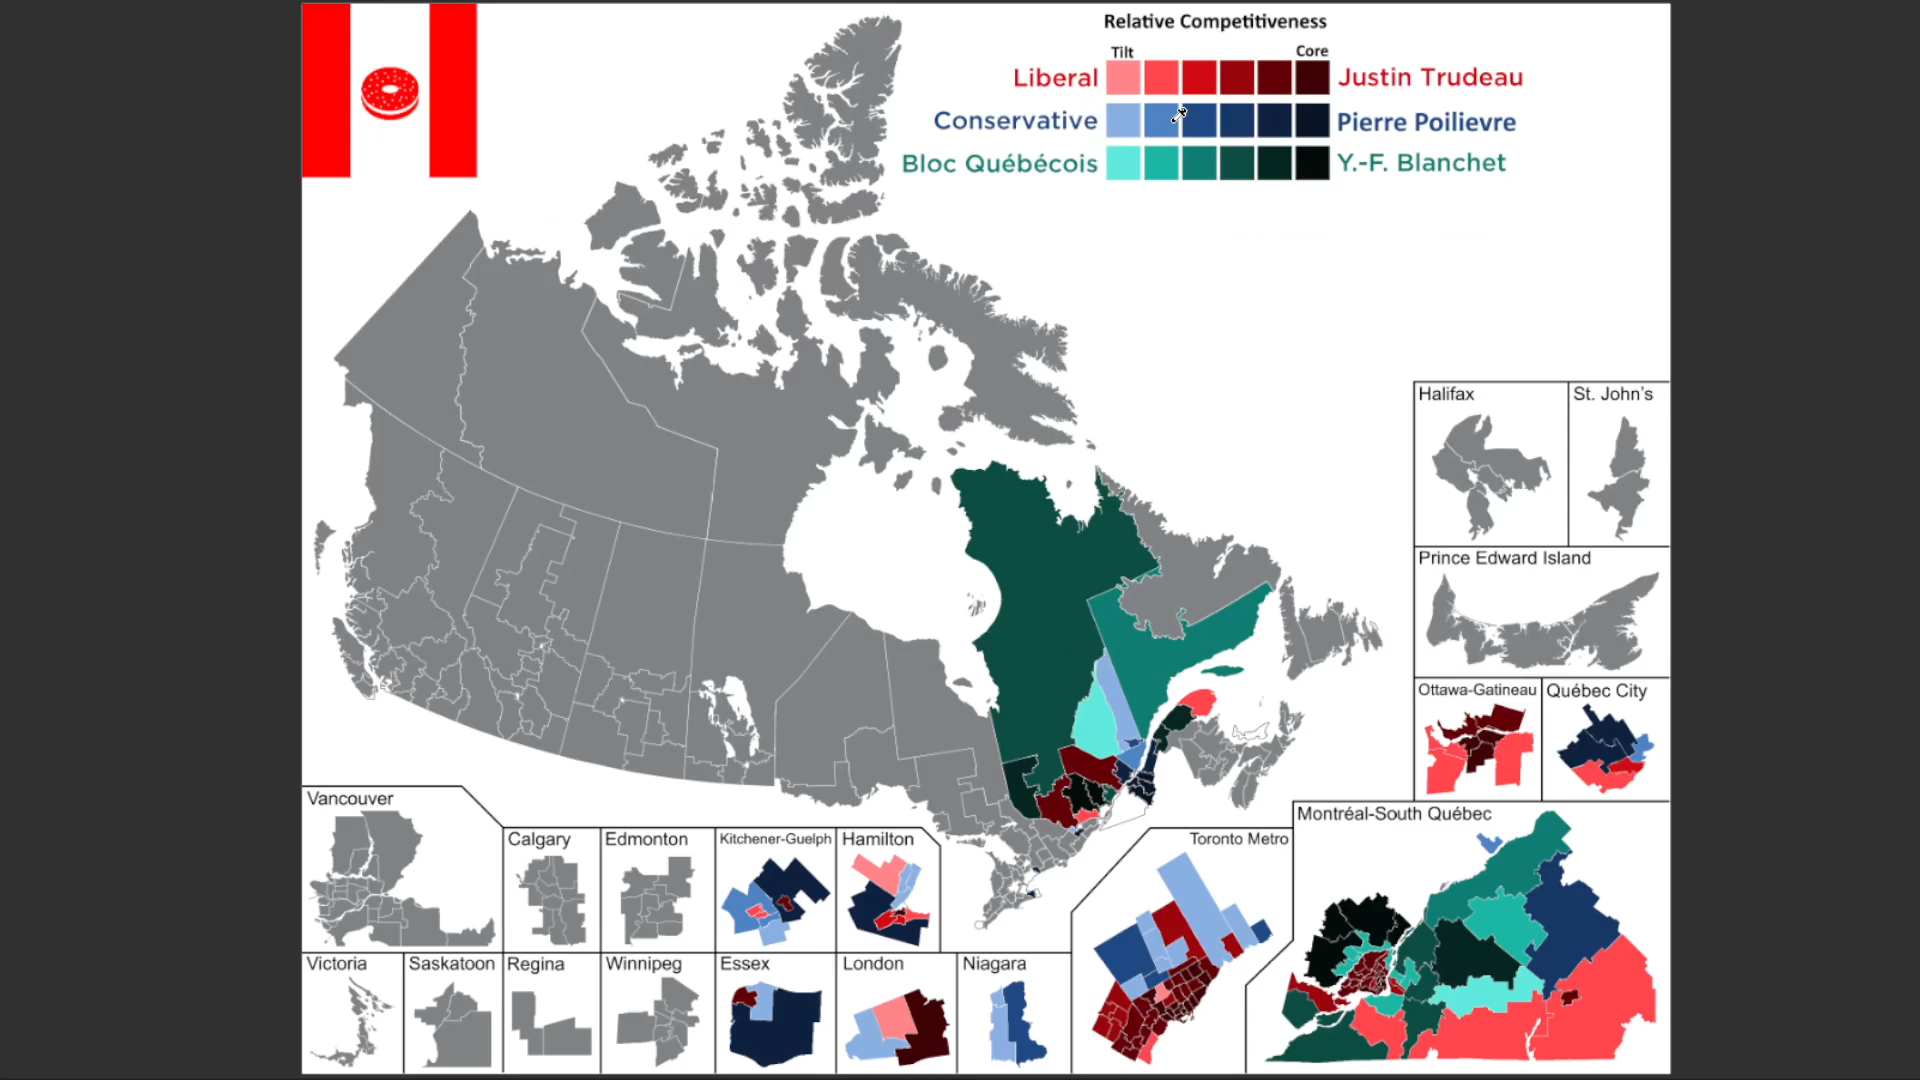 Relative Competitiveness
Tilt Core
Liberal Justin Trudeau
Conservative Pierre Poilievre
Bloc Québécois Y.-F. Blanchet
Halifax
St. John's
Prince Edward Island
Ottawa-Gatineau
Québec City
Vancouver
Calgary
Edmonton
Kitchener-Guelph
Hamilton
Toronto Metro
Montréal-South Québec
Victoria
Saskatoon
Regina
Winnipeg
Essex
London
Niagara